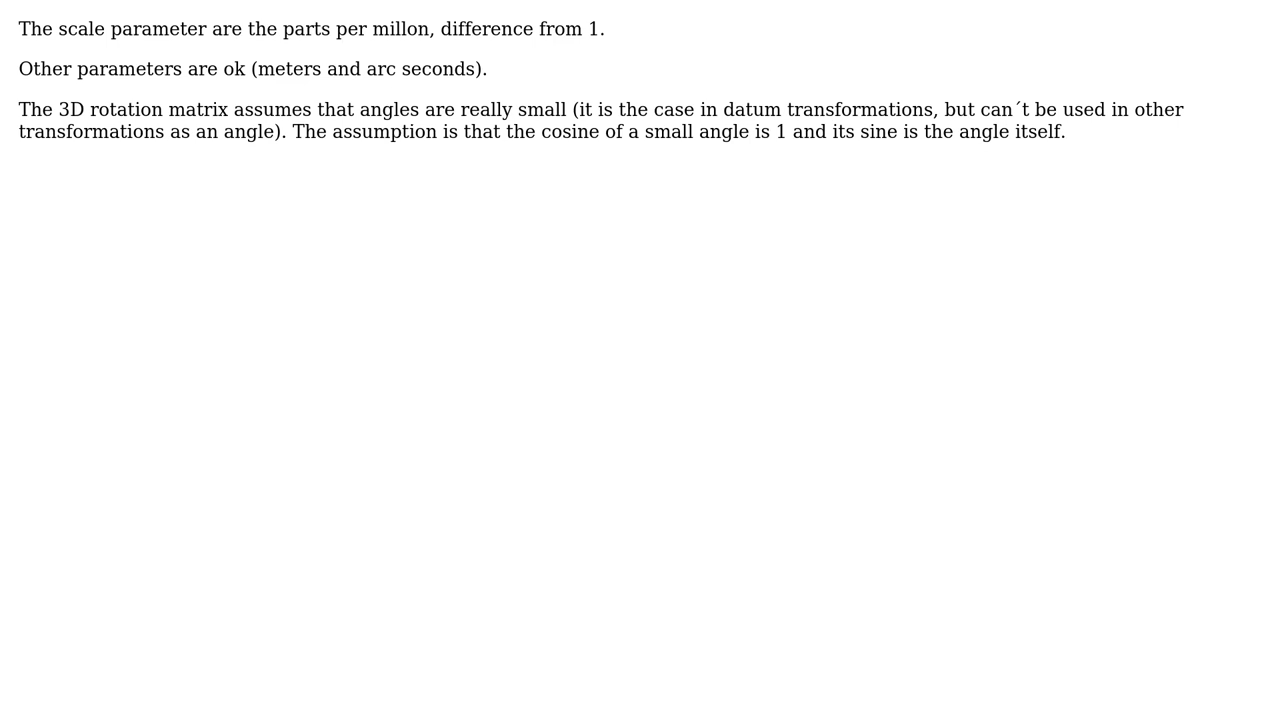 The scale parameter are the parts per millon, difference from 1.
Other parameters are ok (meters and arc seconds).
The 3D rotation matrix assumes that angles are really small (it is the case in datum transformations, but can´t be used in other
transformations as an angle). The assumption is that the cosine of a small angle is 1 and its sine is the angle itself.